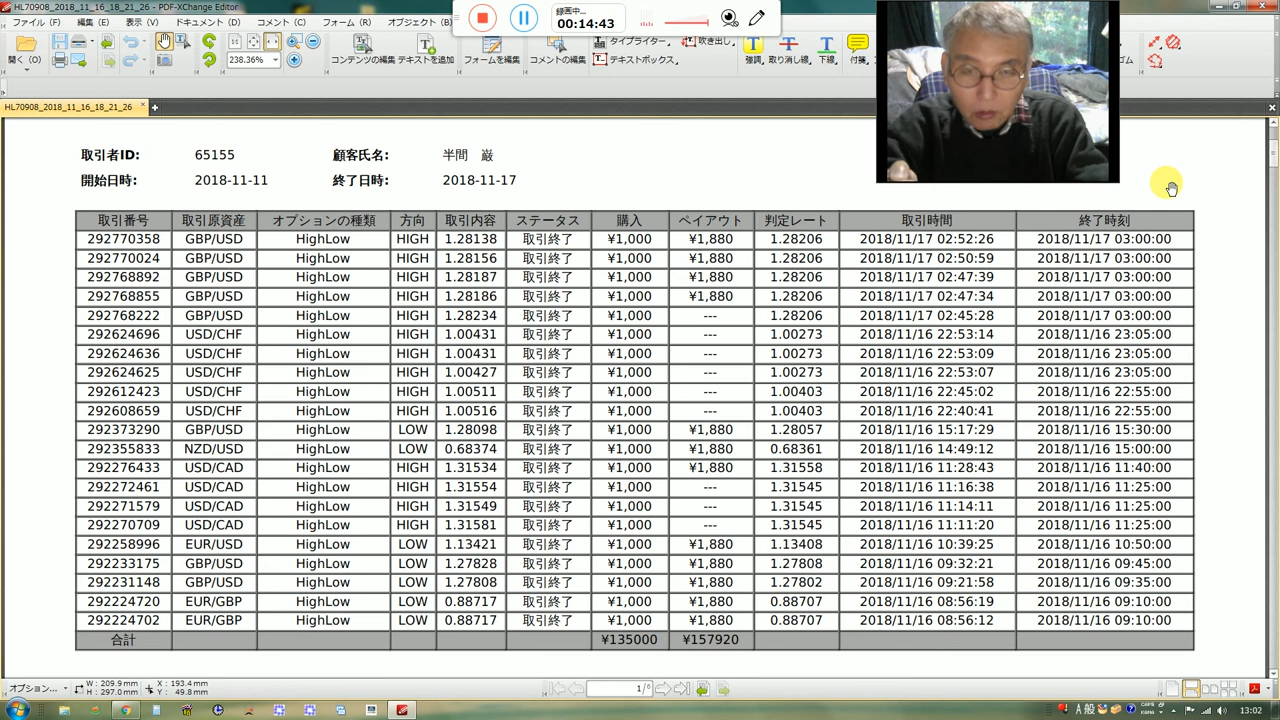 HL70908_2018_11_16_18_21_26 - PDF-XChange Editor
ファイル（F） 編集（E） 表示（V） ドキュメント（D） コメント（C） フォーム（R） オブジェクト（B）
録画中...
00:14:43
開く（O）... 238.36% コンテンツの編集 テキストを追加 フォームを編集 コメントの編集 タイプライター テキストボックス 吹き出し 強調 取り消し線 下線 付箋 ゴム
HL70908_2018_11_16_18_21_26
取引者ID: 65155 顧客氏名: 半間　巌
開始日時: 2018-11-11 終了日時: 2018-11-17
取引番号 取引原資産 オプションの種類 方向 取引内容 ステータス 購入 ペイアウト 判定レート 取引時間 終了時刻
292770358 GBP/USD HighLow HIGH 1.28138 取引終了 ¥1,000 ¥1,880 1.28206 2018/11/17 02:52:26 2018/11/17 03:00:00
292770024 GBP/USD HighLow HIGH 1.28156 取引終了 ¥1,000 ¥1,880 1.28206 2018/11/17 02:50:59 2018/11/17 03:00:00
292768892 GBP/USD HighLow HIGH 1.28187 取引終了 ¥1,000 ¥1,880 1.28206 2018/11/17 02:47:39 2018/11/17 03:00:00
292768855 GBP/USD HighLow HIGH 1.28186 取引終了 ¥1,000 ¥1,880 1.28206 2018/11/17 02:47:34 2018/11/17 03:00:00
292768222 GBP/USD HighLow HIGH 1.28234 取引終了 ¥1,000 --- 1.28206 2018/11/17 02:45:28 2018/11/17 03:00:00
292624696 USD/CHF HighLow HIGH 1.00431 取引終了 ¥1,000 --- 1.00273 2018/11/16 22:53:14 2018/11/16 23:05:00
292624636 USD/CHF HighLow HIGH 1.00431 取引終了 ¥1,000 --- 1.00273 2018/11/16 22:53:09 2018/11/16 23:05:00
292624625 USD/CHF HighLow HIGH 1.00427 取引終了 ¥1,000 --- 1.00273 2018/11/16 22:53:07 2018/11/16 23:05:00
292612423 USD/CHF HighLow HIGH 1.00511 取引終了 ¥1,000 --- 1.00403 2018/11/16 22:45:02 2018/11/16 22:55:00
292608659 USD/CHF HighLow HIGH 1.00516 取引終了 ¥1,000 --- 1.00403 2018/11/16 22:40:41 2018/11/16 22:55:00
292373290 GBP/USD HighLow LOW 1.28098 取引終了 ¥1,000 ¥1,880 1.28057 2018/11/16 15:17:29 2018/11/16 15:30:00
292355833 NZD/USD HighLow LOW 0.68374 取引終了 ¥1,000 ¥1,880 0.68361 2018/11/16 14:49:12 2018/11/16 15:00:00
292276433 USD/CAD HighLow HIGH 1.31534 取引終了 ¥1,000 ¥1,880 1.31558 2018/11/16 11:28:43 2018/11/16 11:40:00
292272461 USD/CAD HighLow HIGH 1.31554 取引終了 ¥1,000 --- 1.31545 2018/11/16 11:16:38 2018/11/16 11:25:00
292271579 USD/CAD HighLow HIGH 1.31549 取引終了 ¥1,000 --- 1.31545 2018/11/16 11:14:11 2018/11/16 11:25:00
292270709 USD/CAD HighLow HIGH 1.31581 取引終了 ¥1,000 --- 1.31545 2018/11/16 11:11:20 2018/11/16 11:25:00
292258996 EUR/USD HighLow LOW 1.13421 取引終了 ¥1,000 ¥1,880 1.13408 2018/11/16 10:39:25 2018/11/16 10:50:00
292233175 GBP/USD HighLow LOW 1.27828 取引終了 ¥1,000 ¥1,880 1.27808 2018/11/16 09:32:21 2018/11/16 09:45:00
292231148 GBP/USD HighLow LOW 1.27808 取引終了 ¥1,000 ¥1,880 1.27802 2018/11/16 09:21:58 2018/11/16 09:35:00
292224720 EUR/GBP HighLow LOW 0.88717 取引終了 ¥1,000 ¥1,880 0.88707 2018/11/16 08:56:19 2018/11/16 09:10:00
292224702 EUR/GBP HighLow LOW 0.88717 取引終了 ¥1,000 ¥1,880 0.88707 2018/11/16 08:56:12 2018/11/16 09:10:00
合計 ¥135000 ¥157920
オプション... W: 209.9 mm X: 193.4 mm 1/6
H: 297.0 mm Y: 49.8 mm
A 般 CAPS 13:02